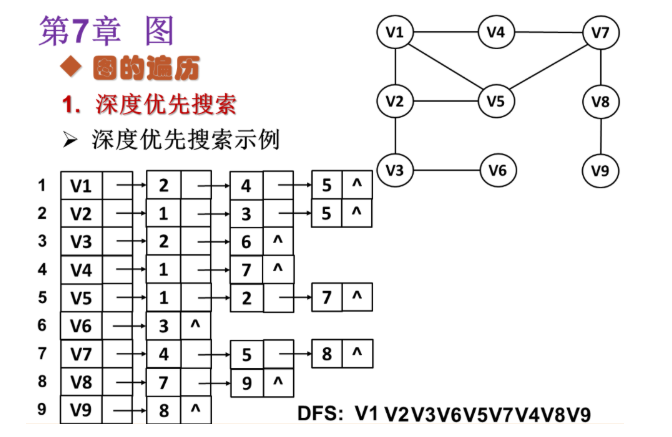 第7章 图
◆ 图的遍历
1. 深度优先搜索
➢ 深度优先搜索示例
V1 V4 V7
V2 V5 V8
V3 V6 V9
1 V1 2 4 5 ^
2 V2 1 3 5 ^
3 V3 2 6 ^
4 V4 1 7 ^
5 V5 1 2 7 ^
6 V6 3 ^
7 V7 4 5 8 ^
8 V8 7 9 ^
9 V9 8 ^
DFS: V1 V2V3V6V5V7V4V8V9